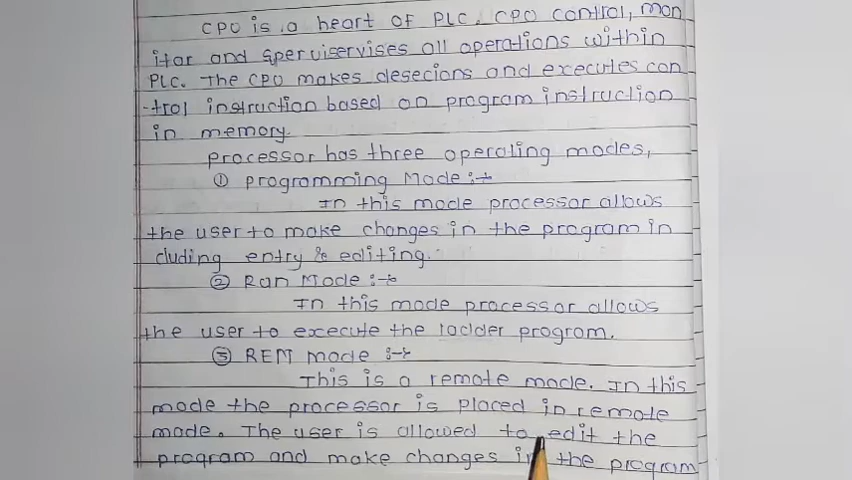 CPU is a heart of PLC. CPU control, mon
itor and sperviservises all operations within
PLC. The CPU makes desecions and executes con
-trol instruction based on program instruction
in memory.
processor has three operating modes,
① programming Mode :-
In this mode processor allows
the user to make changes in the program in
cluding entry & editing.
② Run Mode :-
In this mode processor allows
the user to execute the ladder program.
③ REM mode :-
This is a remote mode. In this
mode the processor is placed in remote
mode. The user is allowed to edit the
program and make changes in the program